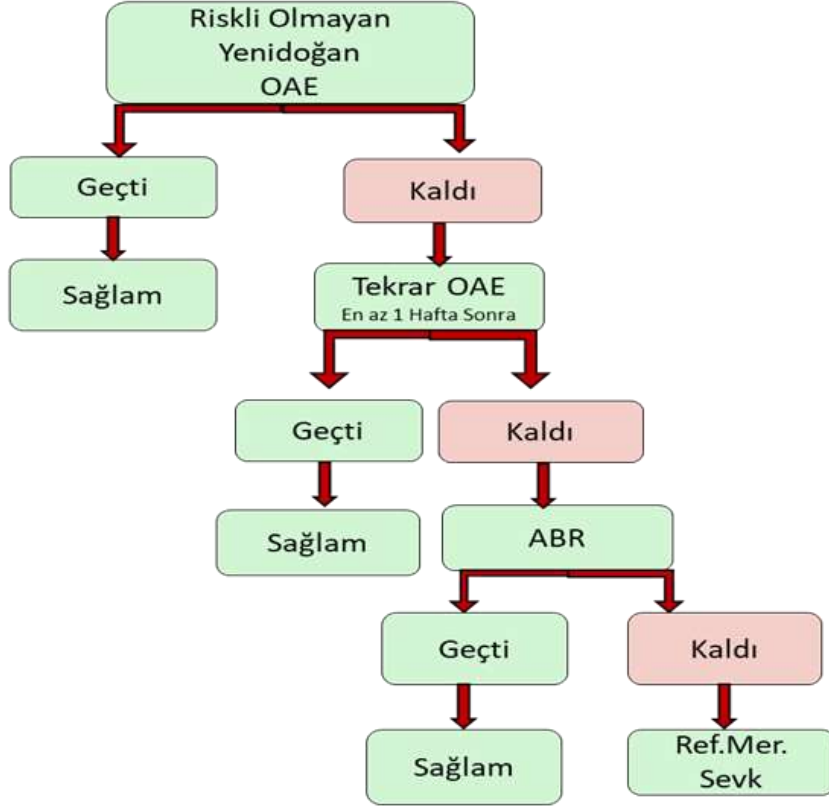 Riskli Olmayan
Yenidoğan
OAE
Geçti
Kaldı
Sağlam
Tekrar OAE
En az 1 Hafta Sonra
Geçti
Kaldı
Sağlam
ABR
Geçti
Kaldı
Sağlam
Ref.Mer.
Sevk